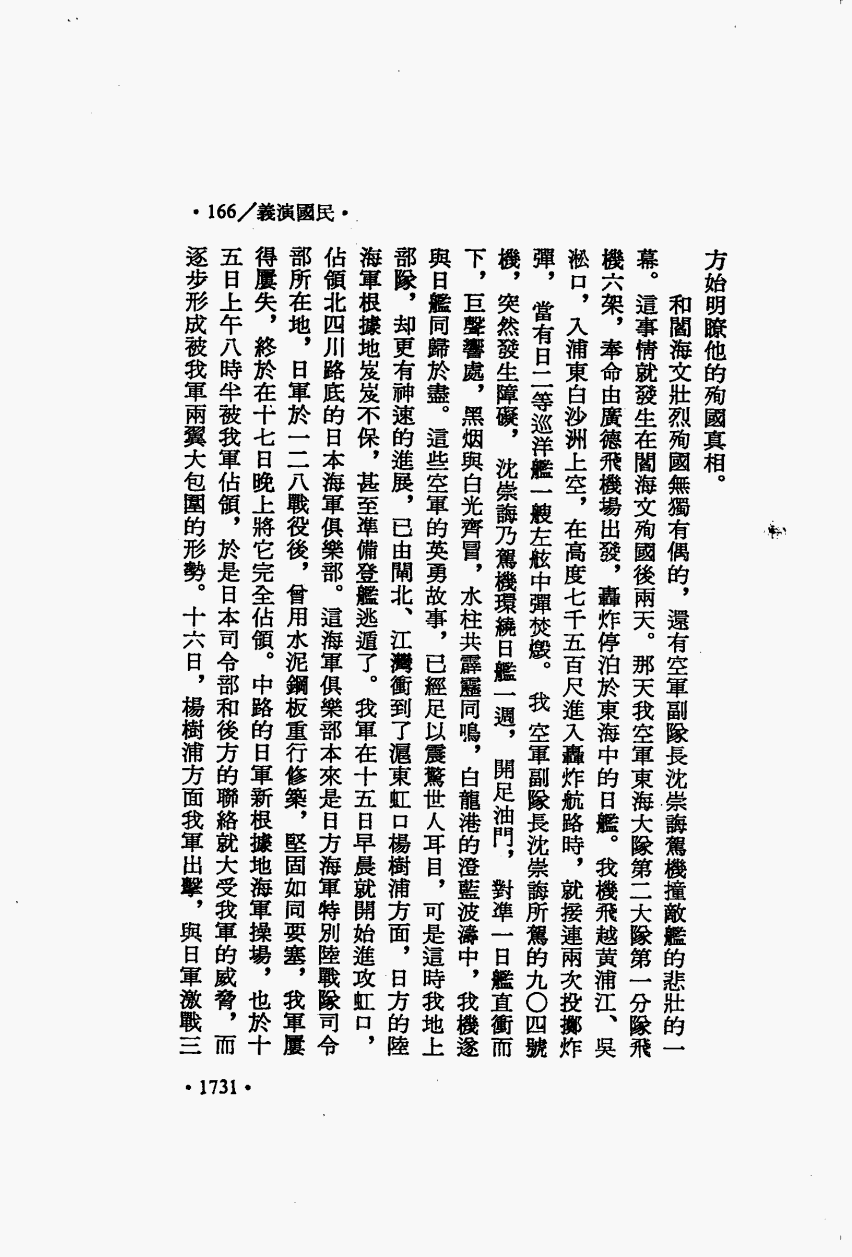 •166／義演國民•
方始明瞭他的殉國真相。
和閻海文壯烈殉國無獨有偶的，還有空軍副隊長沈崇誨駕機撞敵艦的悲壯的一
幕。這事情就發生在閻海文殉國後兩天。那天我空軍東海大隊第二大隊第一分隊飛
機六架，奉命由廣德飛機場出發，轟炸停泊於東海中的日艦。我機飛越黃浦江、吳
淞口，入浦東白沙洲上空，在高度七千五百尺進入轟炸航路時，就接連兩次投擲炸
彈，當有日二等巡洋艦一艘左舷中彈焚燬。我空軍副隊長沈崇誨所駕的九〇四號
機，突然發生障礙，沈崇誨乃駕機環繞日艦一週，開足油門，對準一日艦直衝而
下，巨聲響處，黑烟與白光齊冒，水柱共霹靂同鳴，白龍港的澄藍波濤中，我機遂
與日艦同歸於盡。這些空軍的英勇故事，已經足以震驚世人耳目，可是這時我地上
部隊，却更有神速的進展，已由閘北、江灣衝到了滬東虹口楊樹浦方面，日方的陸
海軍根據地岌岌不保，甚至準備登艦逃遁了。我軍在十五日早晨就開始進攻虹口，
佔領北四川路底的日本海軍俱樂部。這海軍俱樂部本來是日方海軍特別陸戰隊司令
部所在地，日軍於一二八戰役後，曾用水泥鋼板重行修築，堅固如同要塞，我軍屢
得屢失，終於在十七日晚上將它完全佔領。中路的日軍新根據地海軍操場，也於十
五日上午八時半被我軍佔領，於是日本司令部和後方的聯絡就大受我軍的威脅，而
逐步形成被我軍兩翼大包圍的形勢。十六日，楊樹浦方面我軍出擊，與日軍激戰三
•1731•